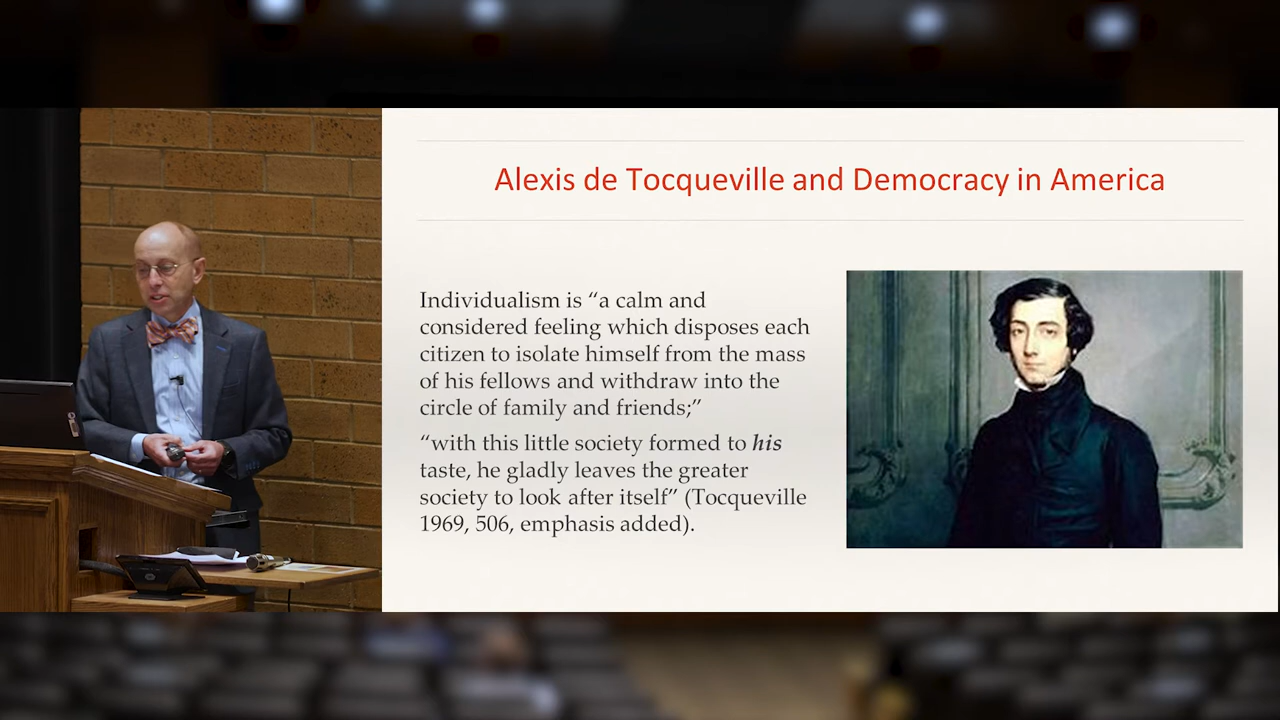 Alexis de Tocqueville and Democracy in America
Individualism is “a calm and
considered feeling which disposes each
citizen to isolate himself from the mass
of his fellows and withdraw into the
circle of family and friends;”
“with this little society formed to his
taste, he gladly leaves the greater
society to look after itself” (Tocqueville
1969, 506, emphasis added).